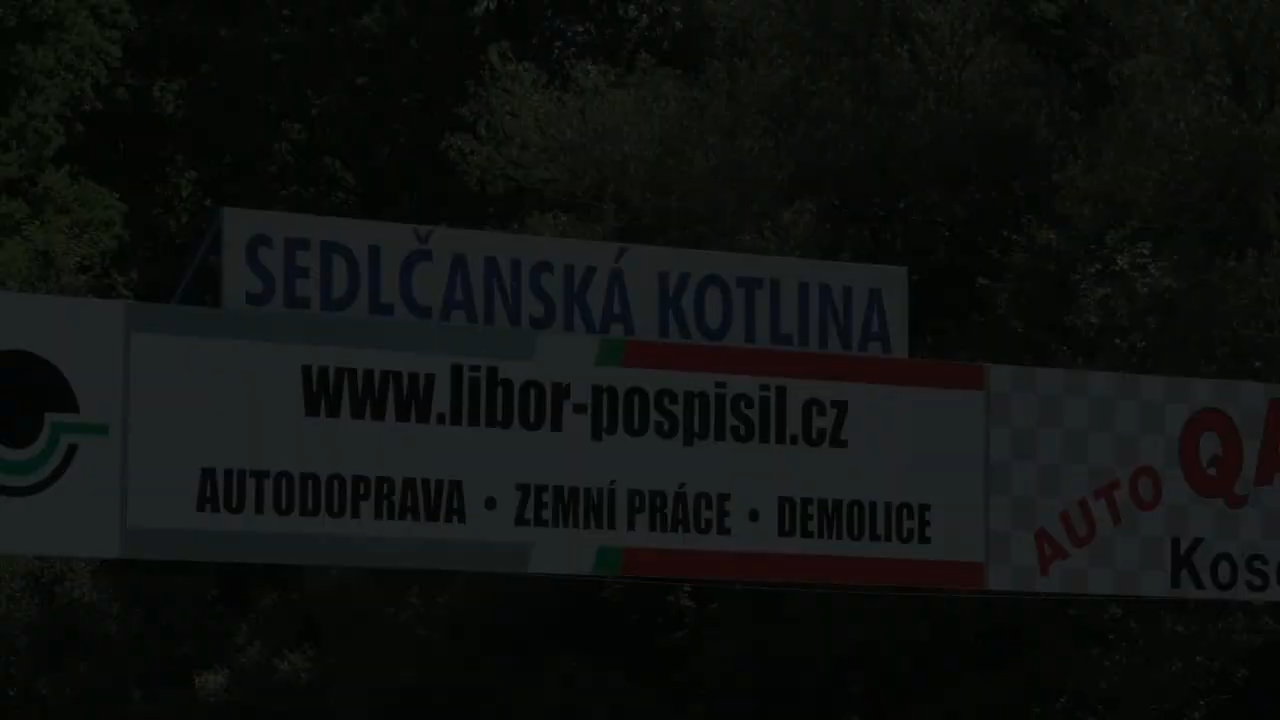 SEDLČANSKÁ KOTLINA
www.libor-pospisil.cz
AUTODOPRAVA • ZEMNÍ PRÁCE • DEMOLICE
AUTO